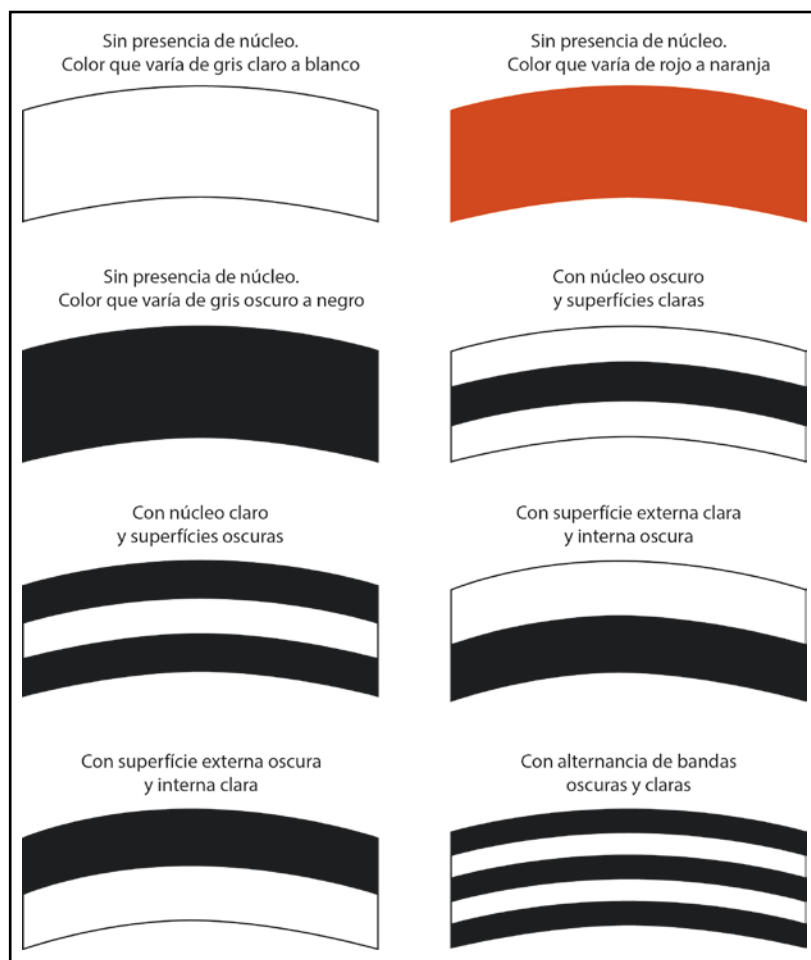 Sin presencia de núcleo.
Color que varía de gris claro a blanco
Sin presencia de núcleo.
Color que varía de rojo a naranja
Sin presencia de núcleo.
Color que varía de gris oscuro a negro
Con núcleo oscuro
y superfícies claras
Con núcleo claro
y superfícies oscuras
Con superfície externa clara
y interna oscura
Con superfície externa oscura
y interna clara
Con alternancia de bandas
oscuras y claras